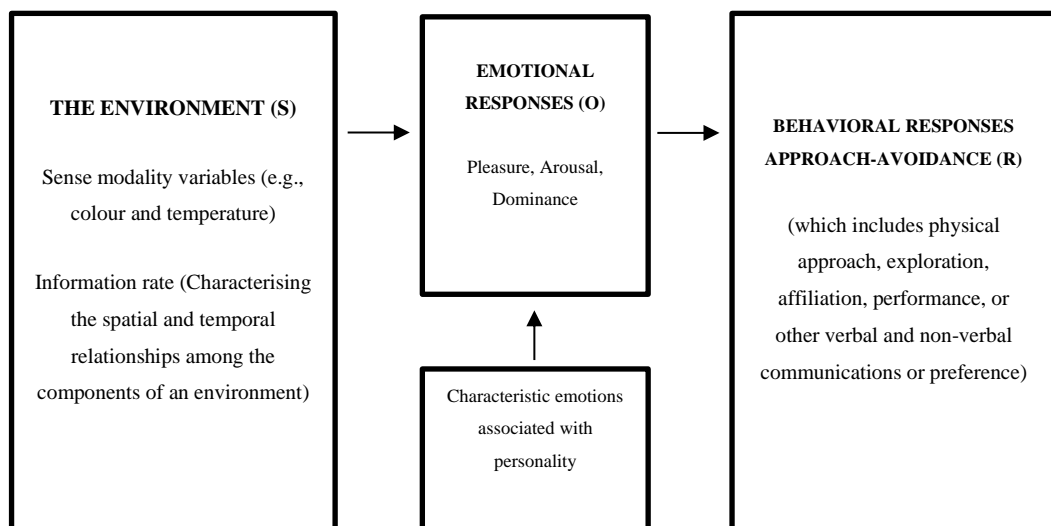 THE ENVIRONMENT (S)
Sense modality variables (e.g.,
colour and temperature)
Information rate (Characterising
the spatial and temporal
relationships among the
components of an environment)
EMOTIONAL
RESPONSES (O)
Pleasure, Arousal,
Dominance
Characteristic emotions
associated with
personality
BEHAVIORAL RESPONSES
APPROACH-AVOIDANCE (R)
(which includes physical
approach, exploration,
affiliation, performance, or
other verbal and non-verbal
communications or preference)